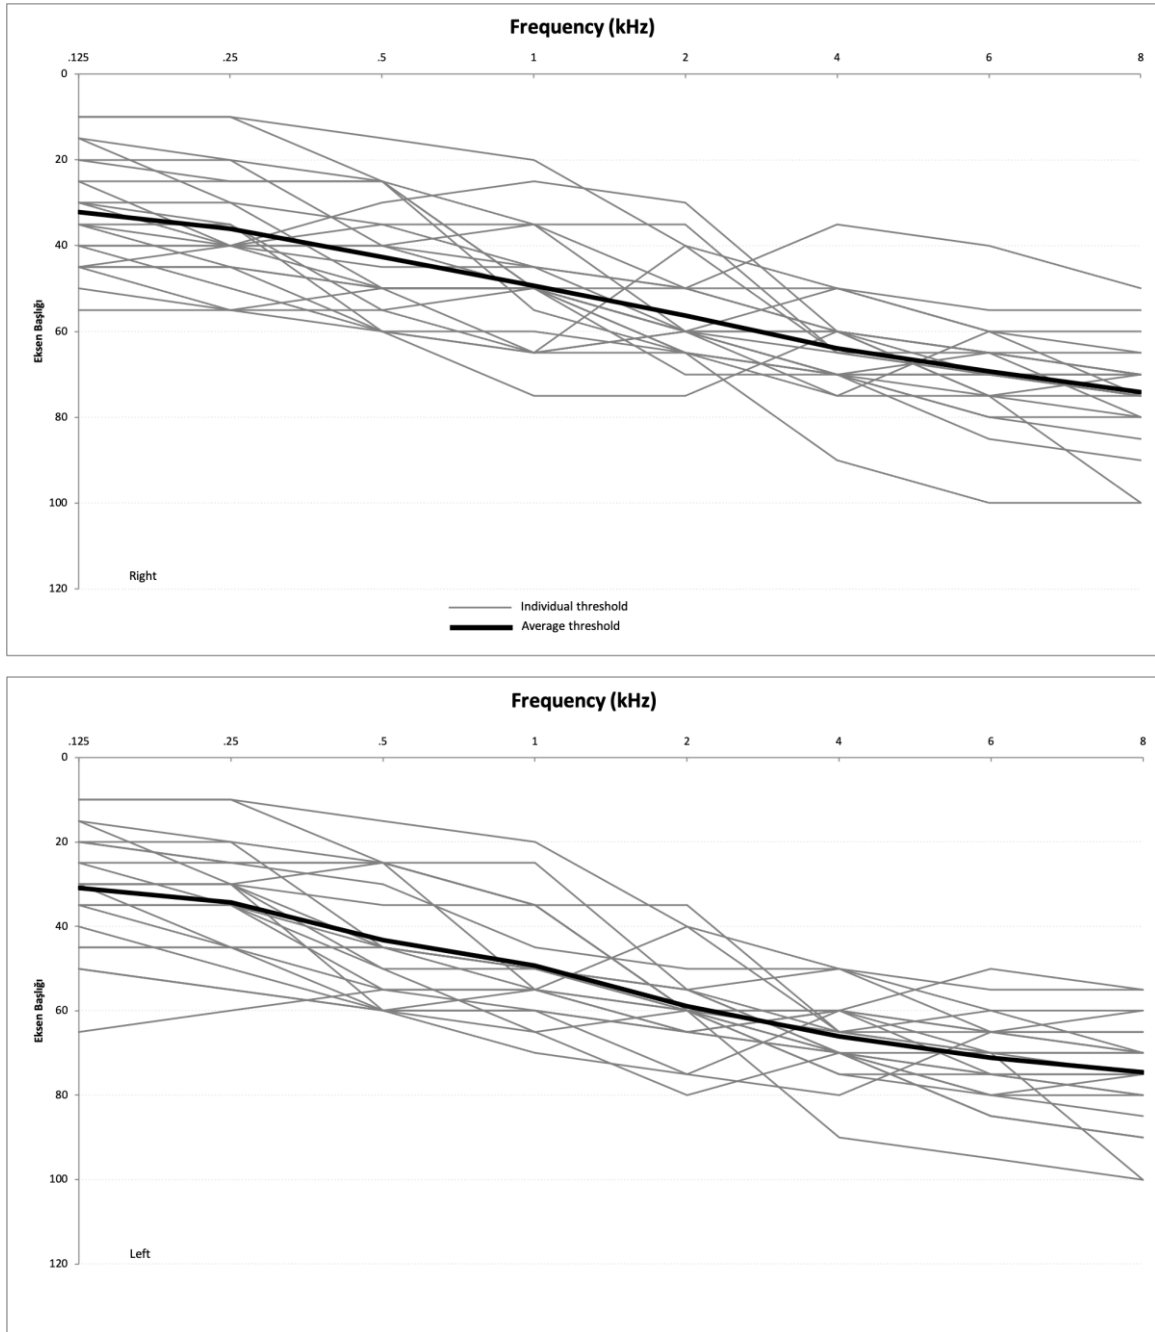 Frequency (kHz)
.125 .25 .5 1 2 4 6 8
0
20
40
60
80
100
120
Eksen Başlığı
Right
Individual threshold
Average threshold
Frequency (kHz)
.125 .25 .5 1 2 4 6 8
0
20
40
60
80
100
120
Eksen Başlığı
Left